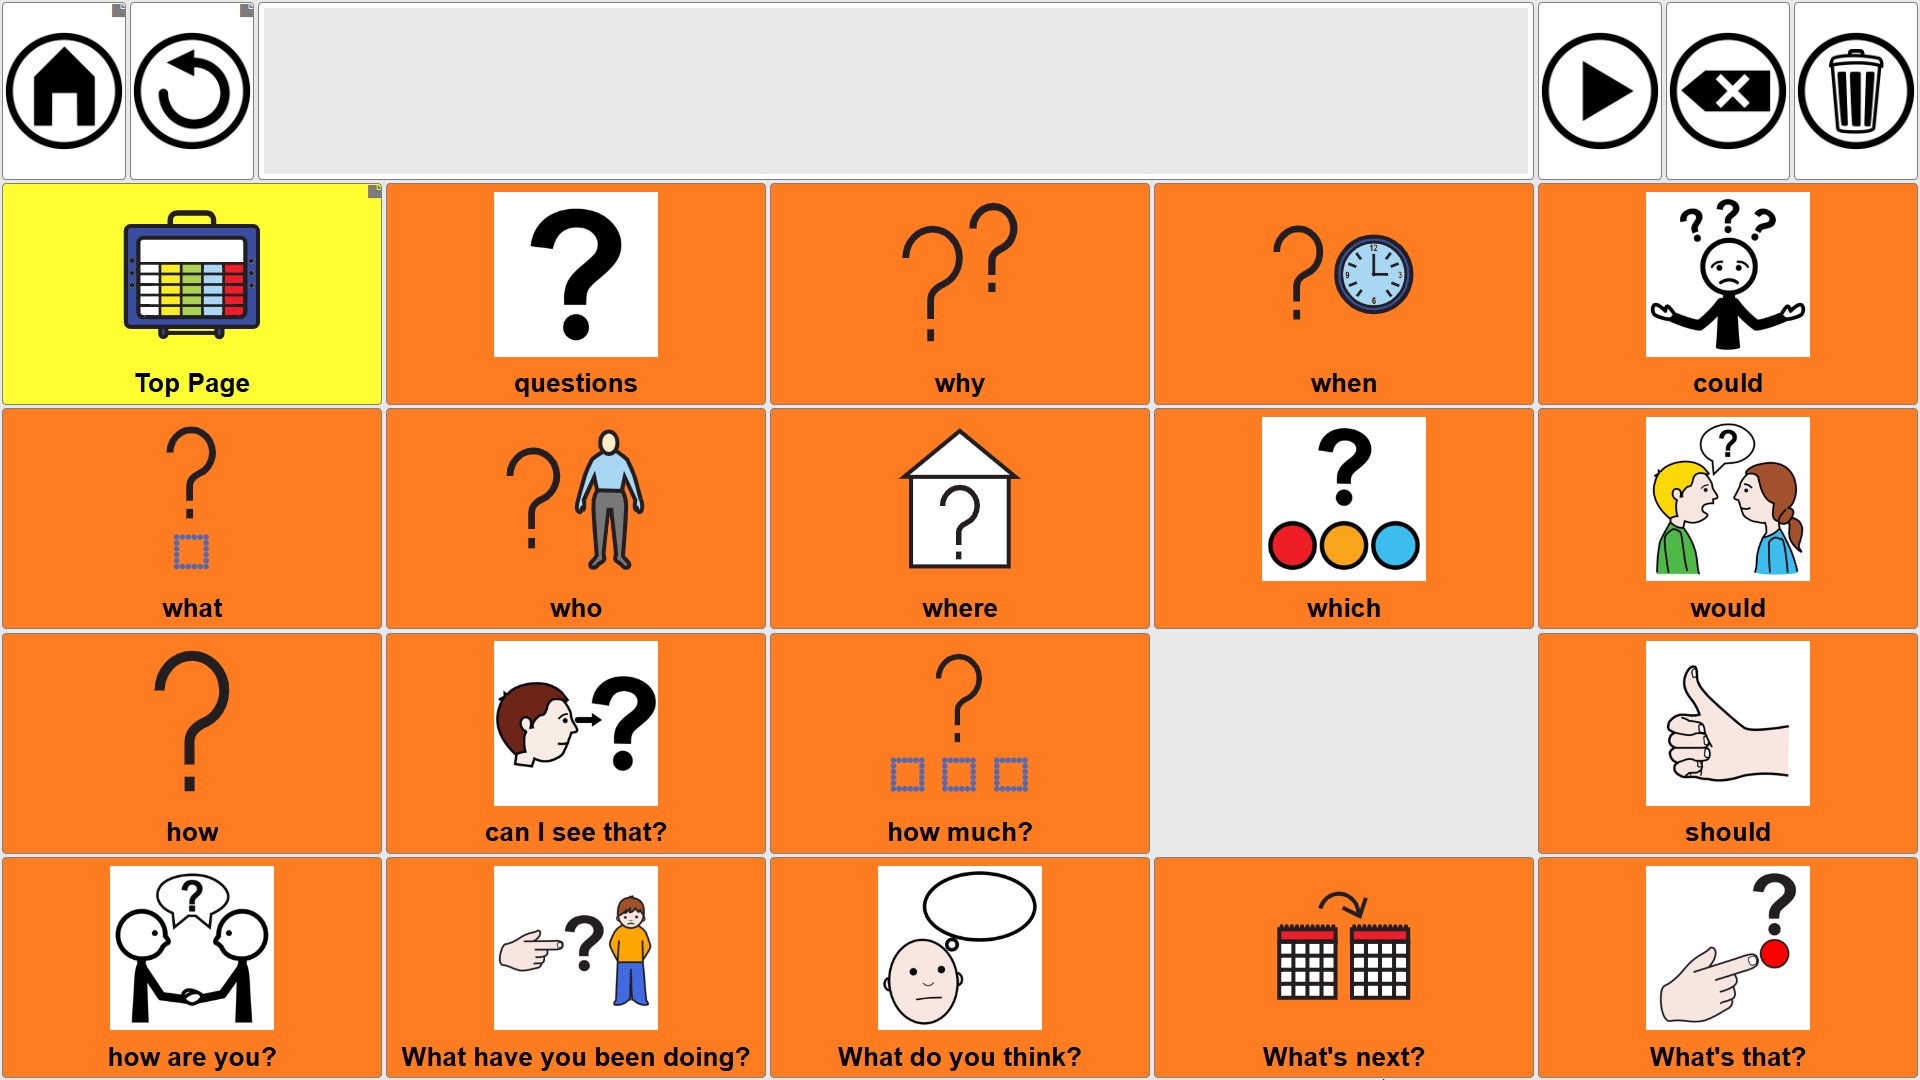 Top Page
questions
why
when
could
what
who
where
which
would
how
can I see that?
how much?
should
how are you?
What have you been doing?
What do you think?
What's next?
What's that?